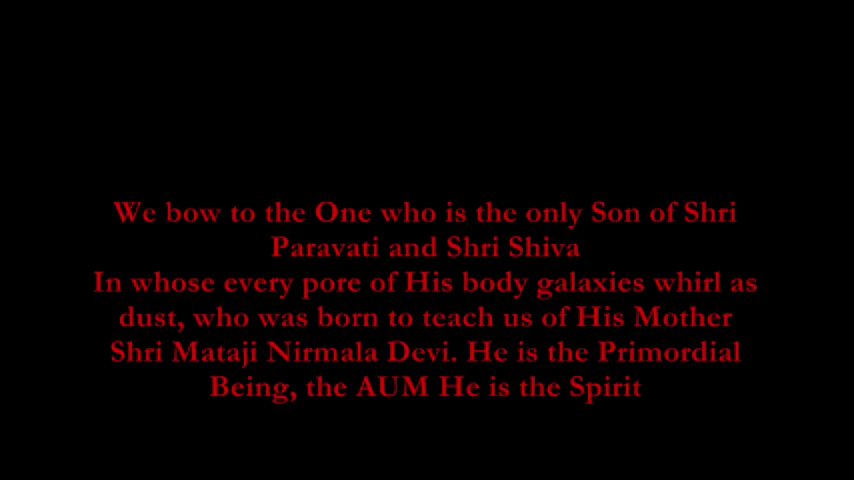 We bow to the One who is the only Son of Shri
Paravati and Shri Shiva
In whose every pore of His body galaxies whirl as
dust, who was born to teach us of His Mother
Shri Mataji Nirmala Devi. He is the Primordial
Being, the AUM He is the Spirit